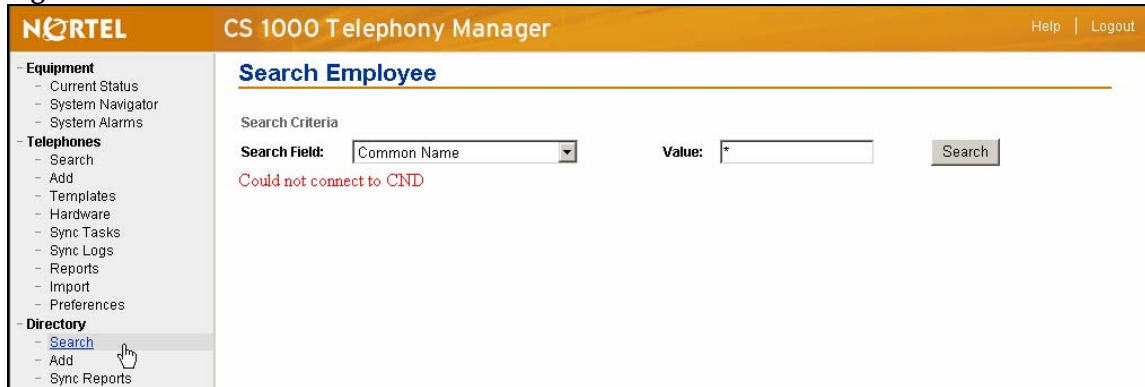 NORTEL
CS 1000 Telephony Manager
Help | Logout
- Equipment
- Current Status
- System Navigator
- System Alarms
- Telephones
- Search
- Add
- Templates
- Hardware
- Sync Tasks
- Sync Logs
- Reports
- Import
- Preferences
- Directory
- Search
- Add
- Sync Reports
Search Employee
Search Criteria
Search Field: Common Name Value: * Search
Could not connect to CND